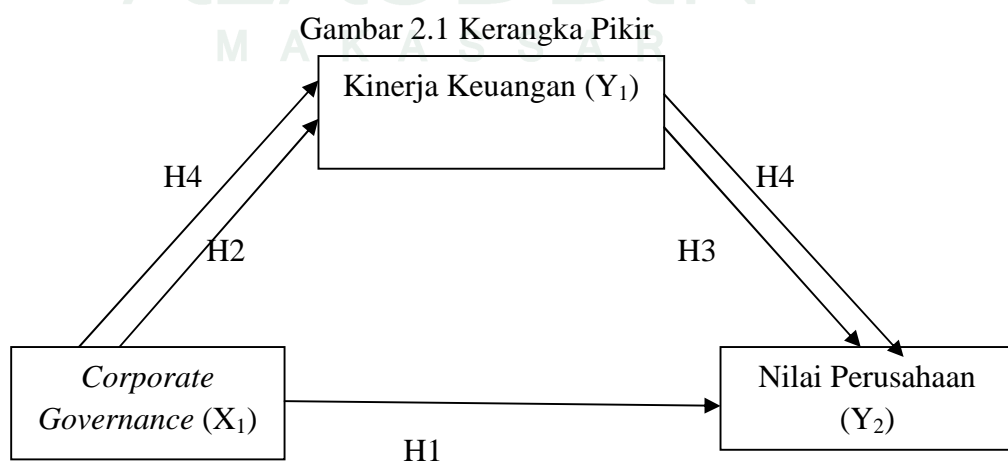 Gambar 2.1 Kerangka Pikir
MAKASSAR
Kinerja Keuangan (Y₁)
H4
H4
H2
H3
Corporate
Governance (X₁)
Nilai Perusahaan
(Y₂)
H1